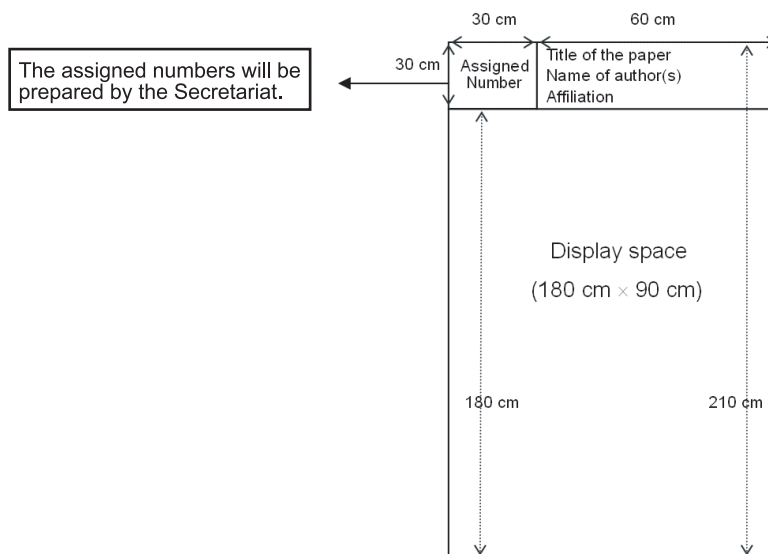 30 cm
60 cm
The assigned numbers will be
prepared by the Secretariat.
30 cm
Assigned
Number
Title of the paper
Name of author(s)
Affiliation
Display space
(180 cm × 90 cm)
180 cm
210 cm